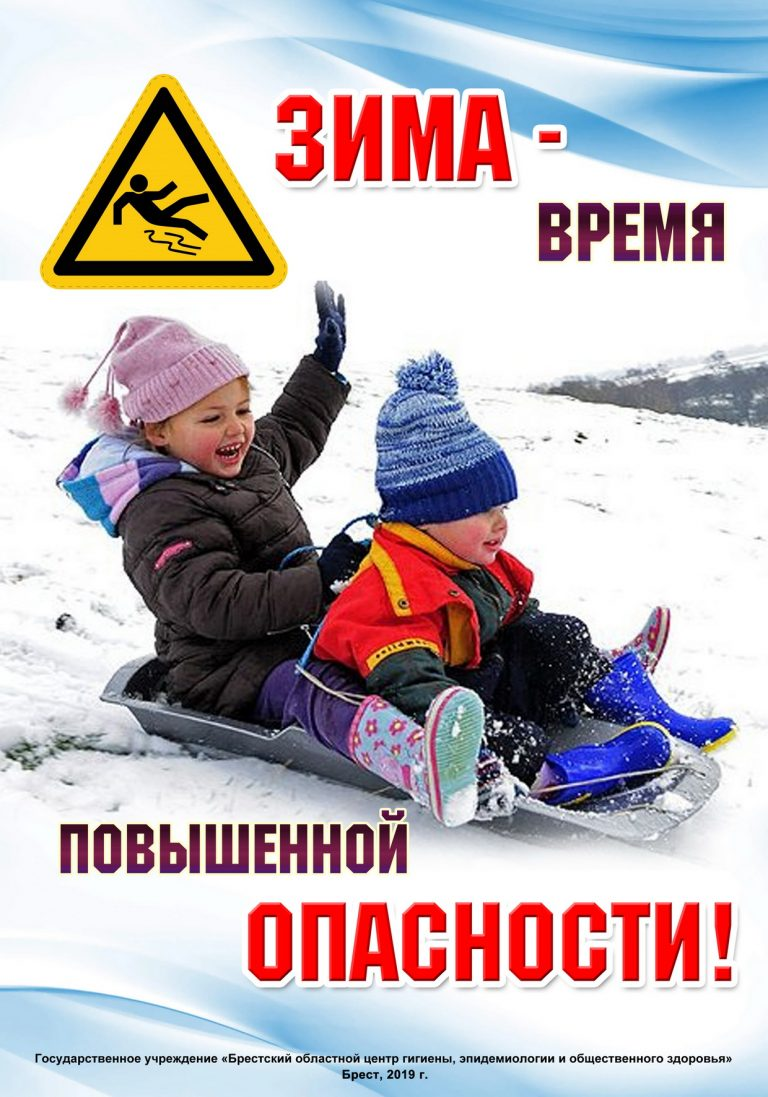 ЗИМА -
ВРЕМЯ
ПОВЫШЕННОЙ
ОПАСНОСТИ!
Государственное учреждение «Брестский областной центр гигиены, эпидемиологии и общественного здоровья»
Брест, 2019 г.